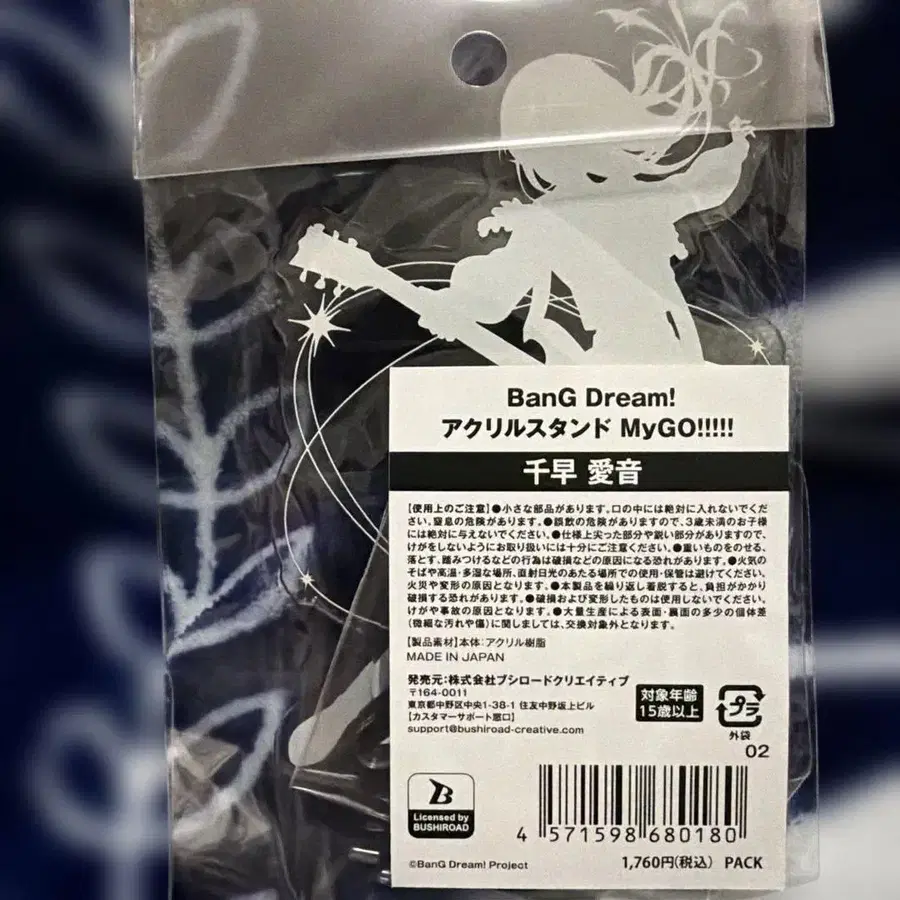 BanG Dream!
アクリルスタンド MyGO!!!!!
千早 愛音
【使用上のご注意】●小さな部品があります。口の中には絶対に入れないでくだ
さい。窒息の危険があります。●誤飲の危険がありますので、3歳未満のお子様
には絶対に与えないでください。●仕様上尖った部分や鋭い部分がありますので、
けがをしないようにお取り扱いには十分にご注意ください。●重いものをのせる、
落とす、踏みつけるなどの行為は破損などの原因になる恐れがあります。●火気の
そばや高温・多湿な場所、直射日光のあたる場所での使用・保管は避けてください。
火災や変形の原因となります。●本製品を繰り返し着脱すると、負担がかかり
破損する恐れがあります。●破損および変形したものは使用しないでください。
けがや事故の原因となります。●大量生産による表面・裏面の多少の個体差
（微細な汚れや傷）に関しましては、交換対象外となります。
【製品素材】本体:アクリル樹脂
MADE IN JAPAN
発売元:株式会社ブシロードクリエイティブ
〒164-0011
東京都中野区中央1-38-1 住友中野坂上ビル
【カスタマーサポート窓口】
support@bushiroad-creative.com
対象年齢
15歳以上
プラ
外袋
02
Licensed by
BUSHIROAD
4 571598 680180
©BanG Dream! Project
1,760円(税込) PACK